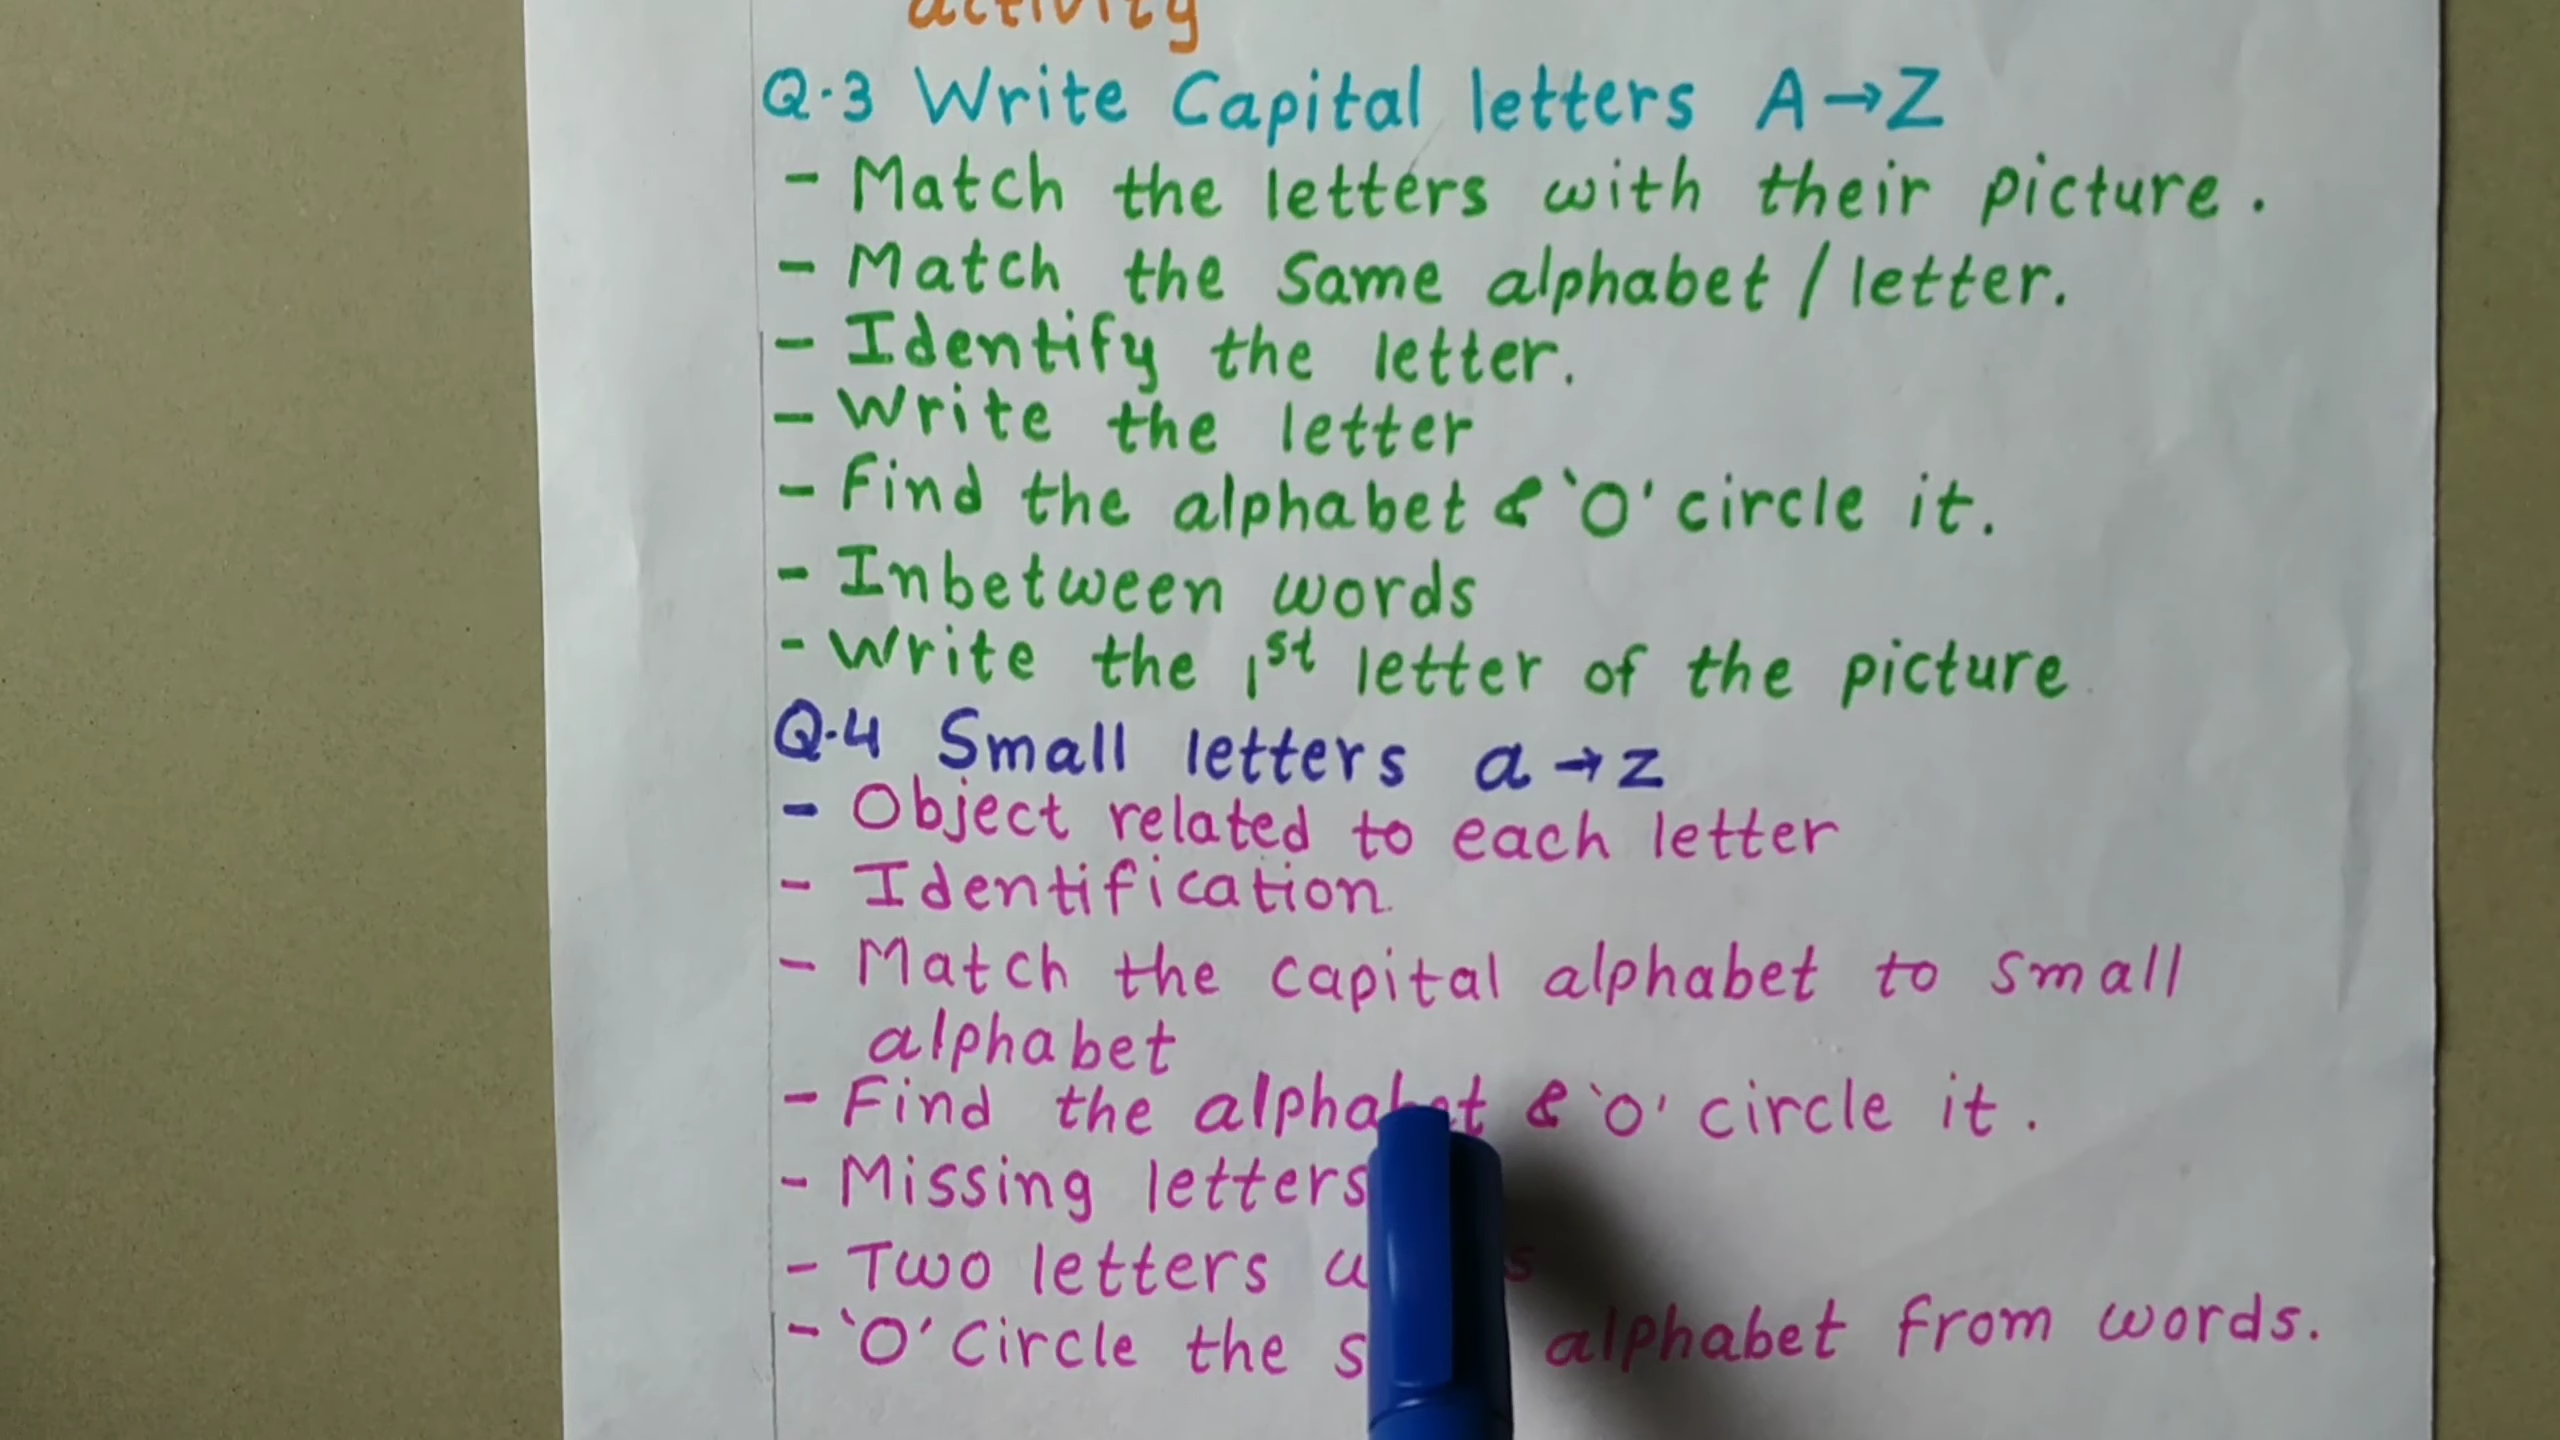 activity
Q.3 Write Capital letters A→Z
- Match the letters with their picture.
- Match the Same alphabet / letter.
- Identify the letter.
- Write the letter
- Find the alphabet & 'O' circle it.
- Inbetween words
- Write the 1st letter of the picture
Q.4 Small letters a→z
- Object related to each letter
- Identification.
- Match the capital alphabet to small
alphabet
- Find the alphabet & 'O' circle it.
- Missing letters
- Two letters
- 'O' Circle the alphabet from words.